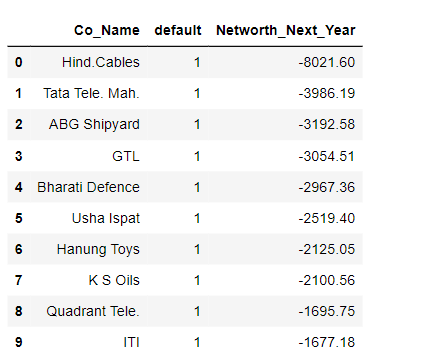 Co_Name default Networth_Next_Year
0 Hind.Cables 1 -8021.60
1 Tata Tele. Mah. 1 -3986.19
2 ABG Shipyard 1 -3192.58
3 GTL 1 -3054.51
4 Bharati Defence 1 -2967.36
5 Usha Ispat 1 -2519.40
6 Hanung Toys 1 -2125.05
7 K S Oils 1 -2100.56
8 Quadrant Tele. 1 -1695.75
9 ITI 1 -1677.18